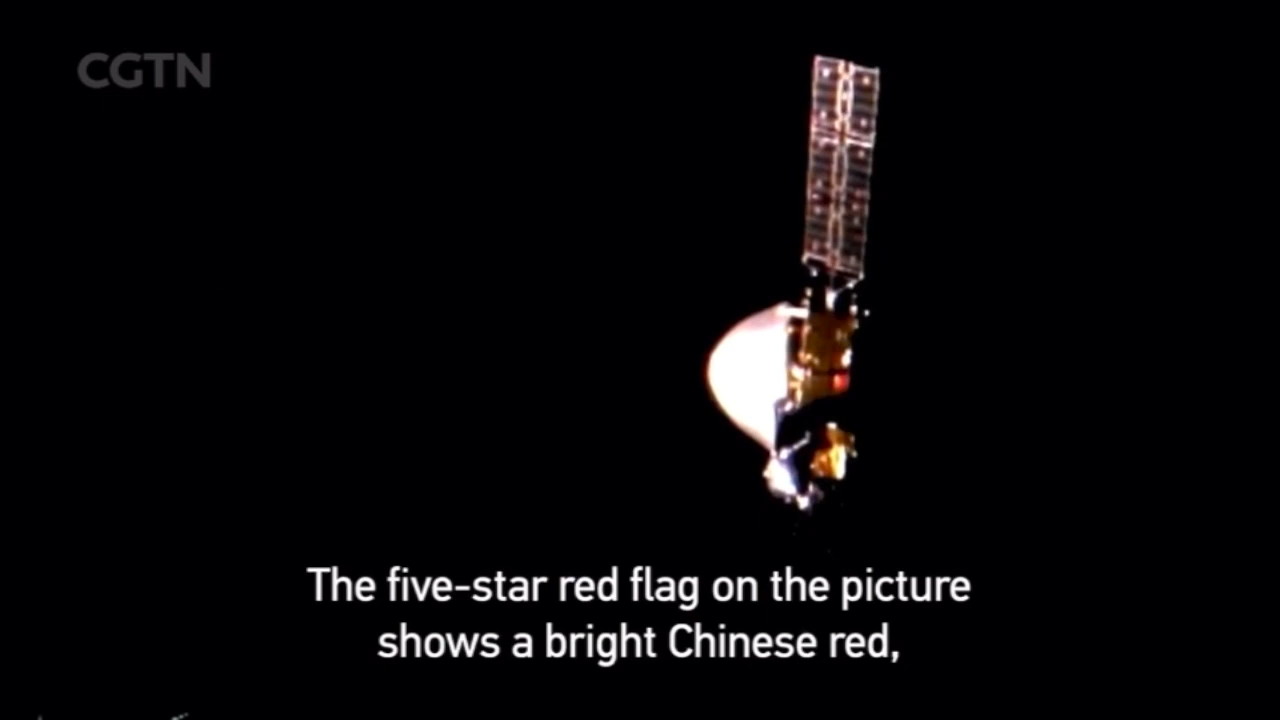 CGTN
The five-star red flag on the picture
shows a bright Chinese red,